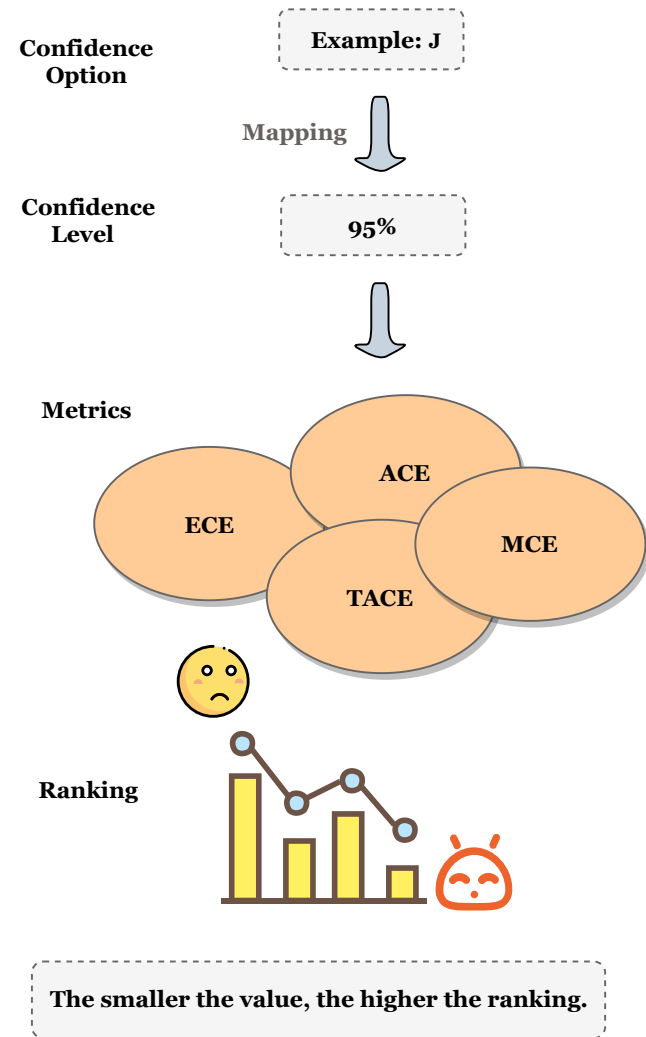 Confidence
Option
Example: J
Mapping
Confidence
Level
95%
Metrics
ACE
ECE
MCE
TACE
Ranking
The smaller the value, the higher the ranking.